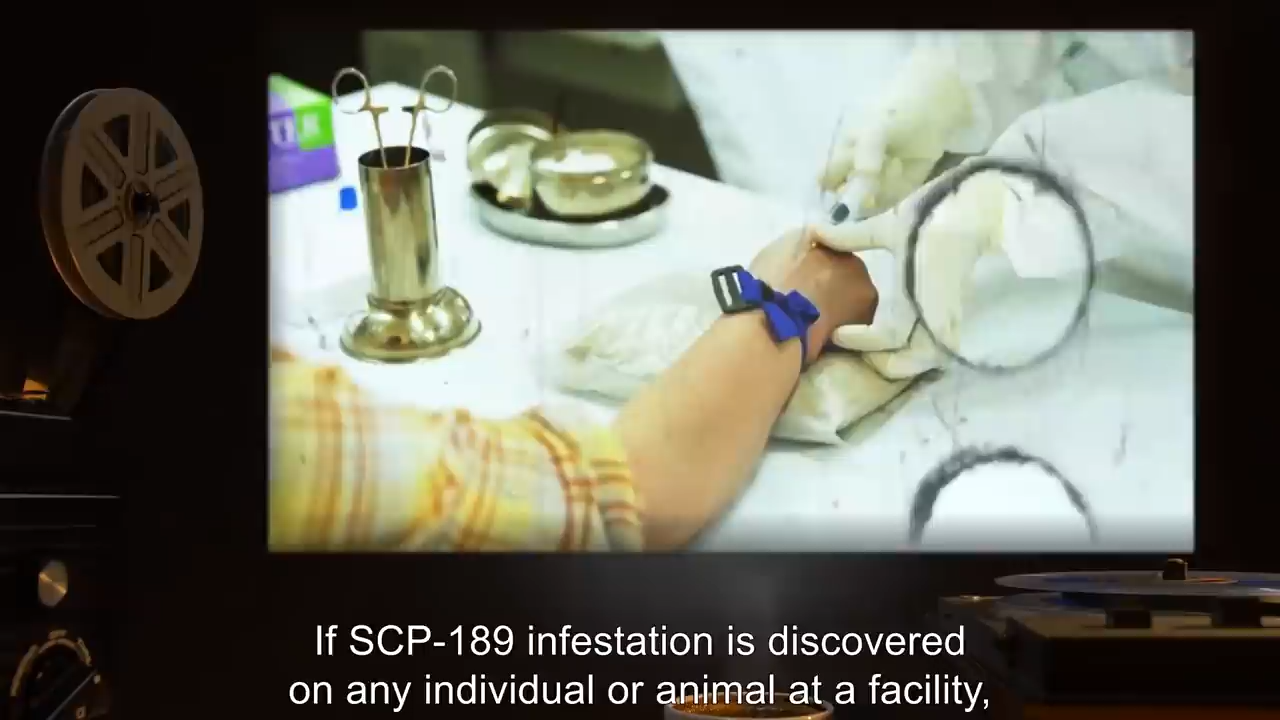 If SCP-189 infestation is discovered
on any individual or animal at a facility,